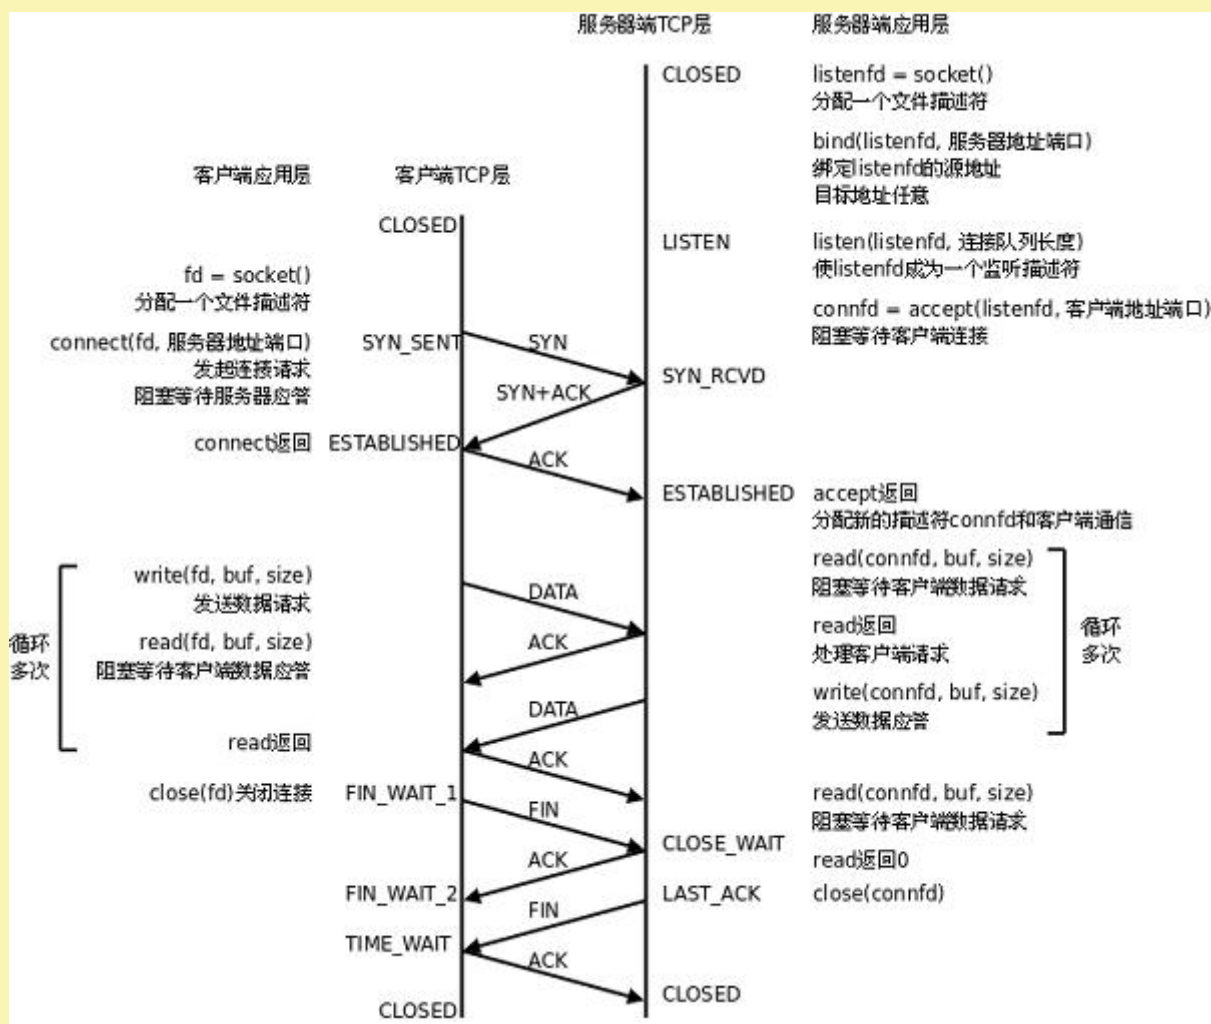 服务器端TCP层 服务器端应用层
CLOSED listenfd = socket()
分配一个文件描述符
bind(listenfd, 服务器地址端口)
绑定listenfd的源地址
客户端应用层 客户端TCP层
目标地址任意
CLOSED
LISTEN listen(listenfd, 连接队列长度)
使listenfd成为一个监听描述符
fd = socket()
分配一个文件描述符
connfd = accept(listenfd, 客户端地址端口)
阻塞等待客户端连接
connect(fd, 服务器地址端口) SYN_SENT SYN
发起连接请求
SYN_RCVD
阻塞等待服务器应答
SYN+ACK
connect返回 ESTABLISHED
ACK
ESTABLISHED accept返回
分配新的描述符connfd和客户端通信
read(connfd, buf, size)
阻塞等待客户端数据请求
write(fd, buf, size)
发送数据请求
DATA
read返回
处理客户端请求
循环
多次
循环
多次
read(fd, buf, size)
阻塞等待客户端数据应答
ACK
write(connfd, buf, size)
发送数据应答
DATA
read返回
ACK
close(fd)关闭连接 FIN_WAIT_1
FIN
read(connfd, buf, size)
阻塞等待客户端数据请求
CLOSE_WAIT
read返回0
ACK
FIN_WAIT_2
LAST_ACK close(connfd)
FIN
TIME_WAIT
ACK
CLOSED
CLOSED